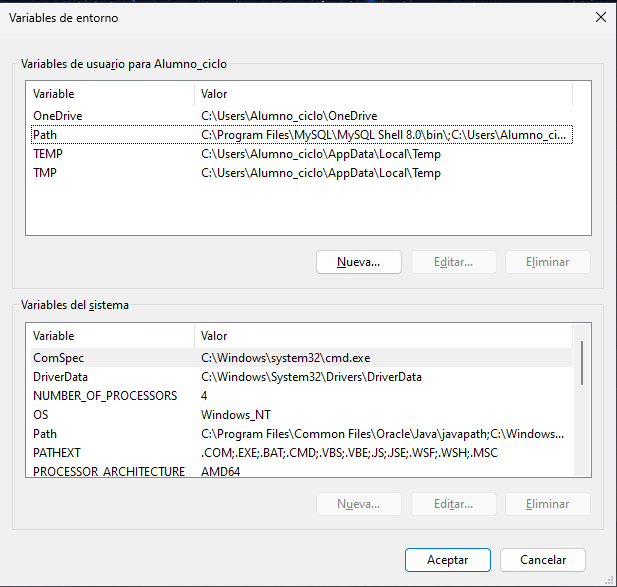 Variables de entorno
Variables de usuario para Alumno_ciclo
Variable Valor
OneDrive C:\Users\Alumno_ciclo\OneDrive
Path C:\Program Files\MySQL\MySQL Shell 8.0\bin\;C:\Users\Alumno_ci...
TEMP C:\Users\Alumno_ciclo\AppData\Local\Temp
TMP C:\Users\Alumno_ciclo\AppData\Local\Temp
Nueva... Editar... Eliminar
Variables del sistema
Variable Valor
ComSpec C:\Windows\system32\cmd.exe
DriverData C:\Windows\System32\Drivers\DriverData
NUMBER_OF_PROCESSORS 4
OS Windows_NT
Path C:\Program Files\Common Files\Oracle\Java\javapath;C:\Windows...
PATHEXT .COM;.EXE;.BAT;.CMD;.VBS;.VBE;.JS;.JSE;.WSF;.WSH;.MSC
PROCESSOR_ARCHITECTURE AMD64
Nueva... Editar... Eliminar
Aceptar Cancelar